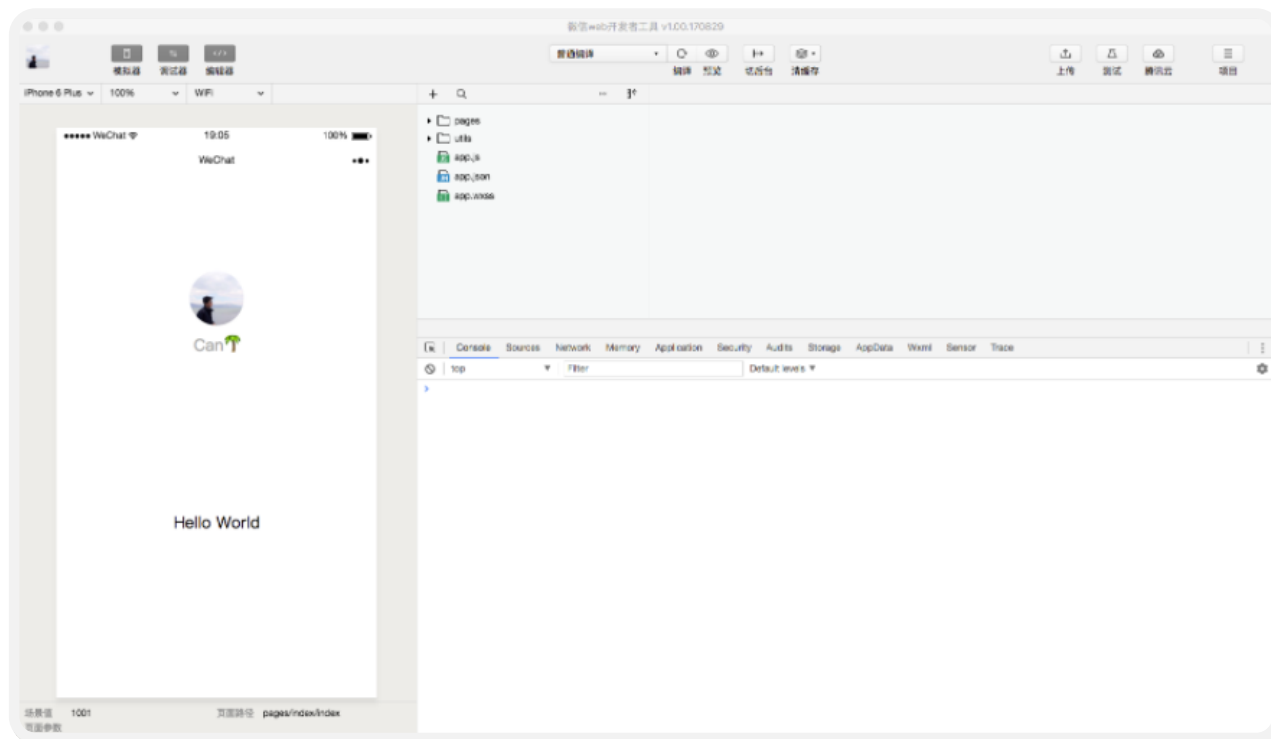 微信web开发者工具 v1.00.170829
模拟器 调试器 编辑器 普通编译 编译 预览 切后台 清缓存 上传 测试 腾讯云 项目
iPhone 6 Plus 100% WiFi
WeChat 19:05 100%
WeChat
pages
utils
app.js
app.json
app.wxss
Can🌴
Hello World
Console Sources Network Memory Application Security Audits Storage AppData Wxml Sensor Trace
top Filter Default levels
场景值 1001 页面路径 pages/index/index
页面参数